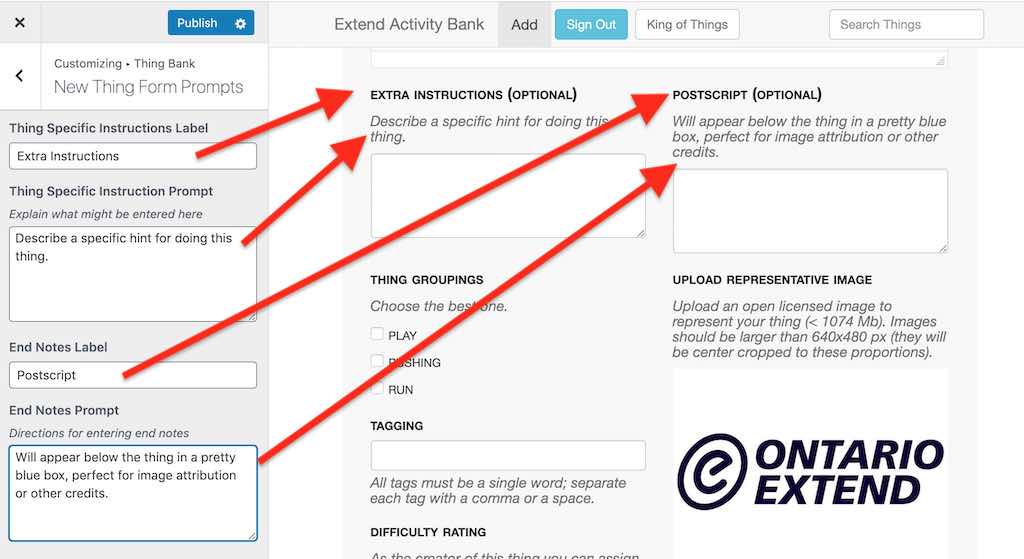 Publish
Customizing • Thing Bank
New Thing Form Prompts
Thing Specific Instructions Label
Extra Instructions
Thing Specific Instruction Prompt
Explain what might be entered here
Describe a specific hint for doing this
thing.
End Notes Label
Postscript
End Notes Prompt
Directions for entering end notes
Will appear below the thing in a pretty
blue box, perfect for image attribution
or other credits.
Extend Activity Bank
Add
Sign Out
King of Things
Search Things
EXTRA INSTRUCTIONS (OPTIONAL)
Describe a specific hint for doing this
thing.
THING GROUPINGS
Choose the best one.
PLAY
PUSHING
RUN
TAGGING
All tags must be a single word; separate
each tag with a comma or a space.
DIFFICULTY RATING
As the creator of this thing you can assign
POSTSCRIPT (OPTIONAL)
Will appear below the thing in a pretty blue
box, perfect for image attribution or other
credits.
UPLOAD REPRESENTATIVE IMAGE
Upload an open licensed image to
represent your thing (< 1074 Mb). Images
should be larger than 640x480 px (they will
be center cropped to these proportions).
ONTARIO
EXTEND